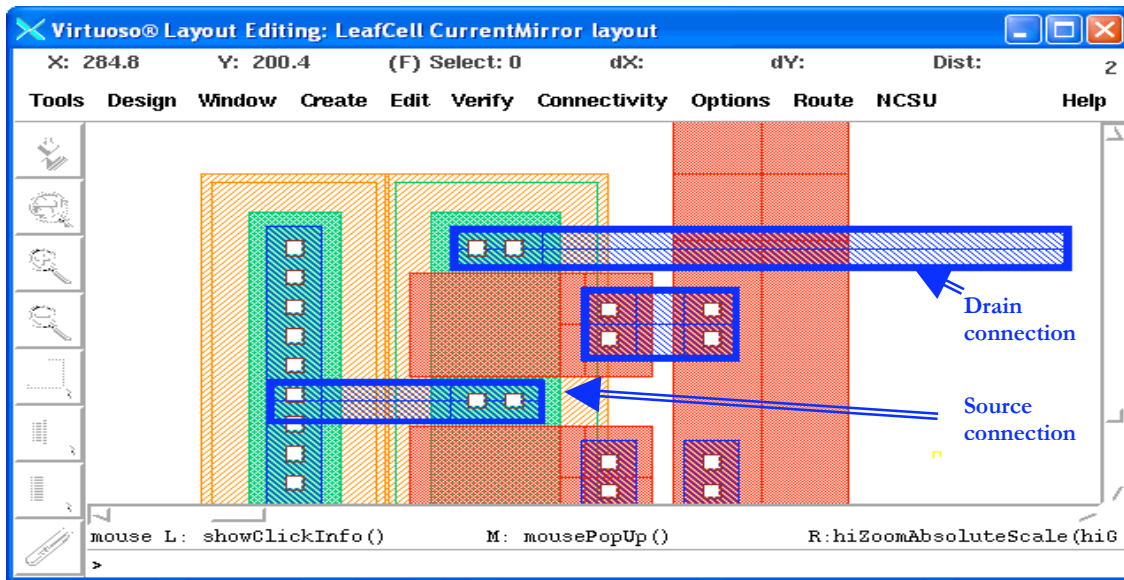 Virtuoso® Layout Editing: LeafCell CurrentMirror layout
X: 284.8 Y: 200.4 (F) Select: 0 dX: dY: Dist: 2
Tools Design Window Create Edit Verify Connectivity Options Route NCSU Help
Drain
connection
Source
connection
mouse L: showClickInfo() M: mousePopUp() R:hiZoomAbsoluteScale(hiG
>